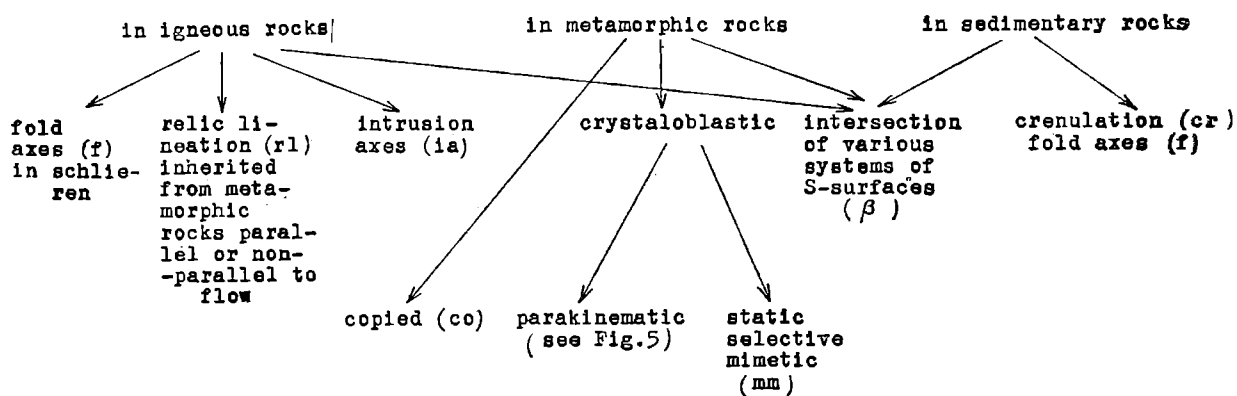 in igneous rocks
in metamorphic rocks
in sedimentary rocks
fold
axes (f)
in schlie-
ren
relic li-
neation (rl)
inherited
from meta-
morphic
rocks paral-
lel or non-
-parallel to
flow
intrusion
axes (ia)
crystaloblastic
intersection
of various
systems of
S-surfaces
(β)
crenulation (cr)
fold axes (f)
copied (co)
parakinematic
(see Fig.5)
static
selective
mimetic
(mm)